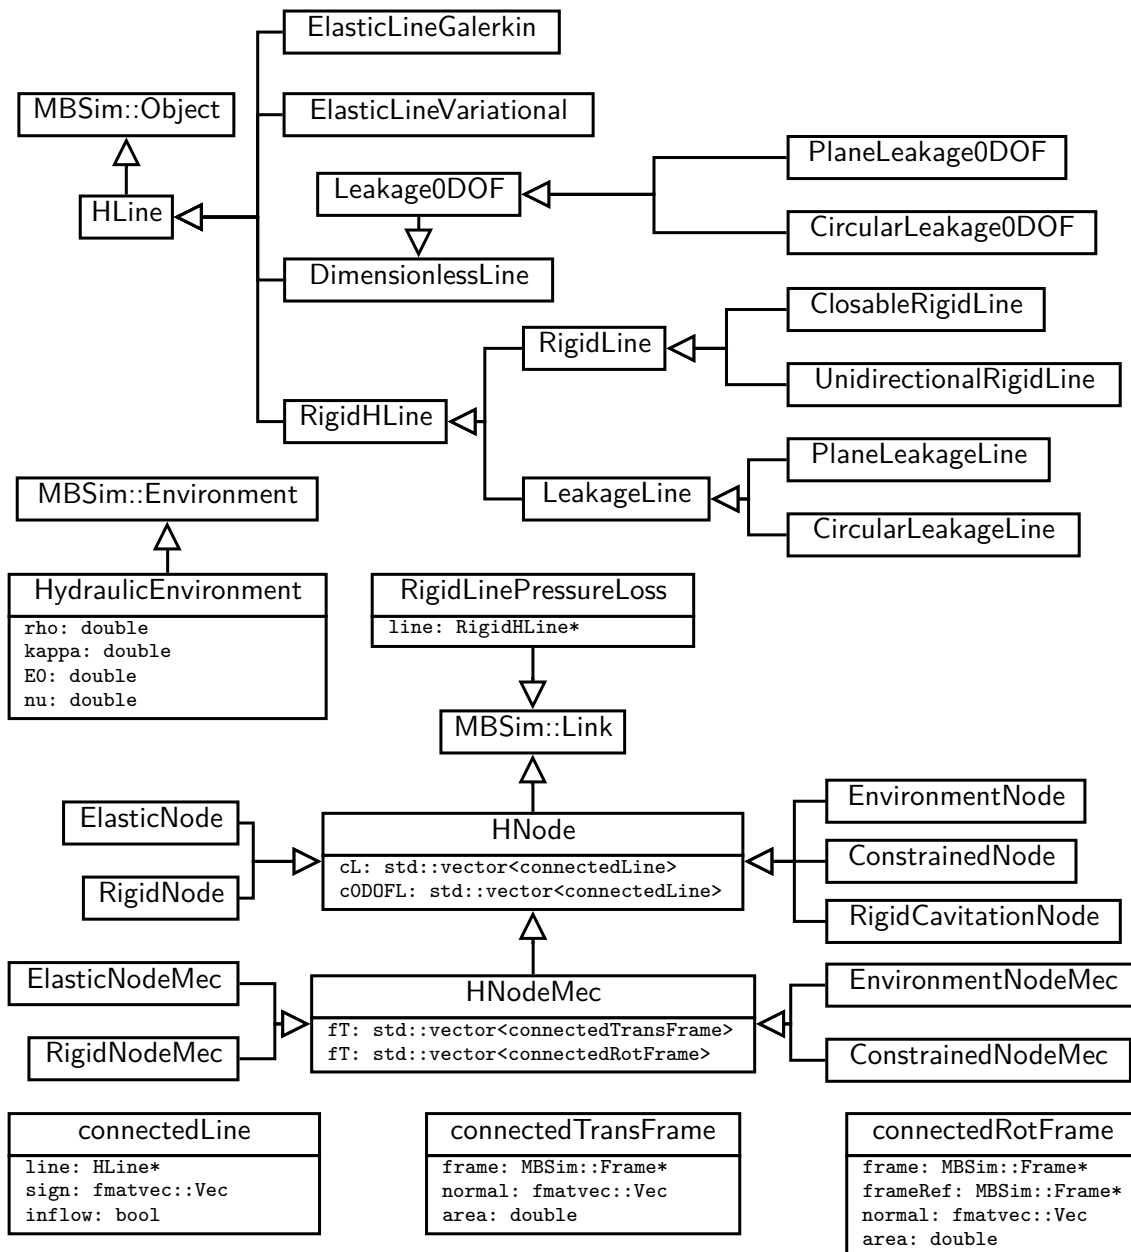 ElasticLineGalerkin
MBSim::Object
ElasticLineVariational
PlaneLeakage0DOF
Leakage0DOF
HLine
CircularLeakage0DOF
DimensionlessLine
ClosableRigidLine
RigidLine
UnidirectionalRigidLine
RigidHLine
PlaneLeakageLine
MBSim::Environment
LeakageLine
CircularLeakageLine
HydraulicEnvironment
rho: double
kappa: double
E0: double
nu: double
RigidLinePressureLoss
line: RigidHLine*
MBSim::Link
ElasticNode
RigidNode
HNode
cL: std::vector<connectedLine>
c0DOFL: std::vector<connectedLine>
EnvironmentNode
ConstrainedNode
RigidCavitationNode
ElasticNodeMec
RigidNodeMec
HNodeMec
fT: std::vector<connectedTransFrame>
fT: std::vector<connectedRotFrame>
EnvironmentNodeMec
ConstrainedNodeMec
connectedLine
line: HLine*
sign: fmatvec::Vec
inflow: bool
connectedTransFrame
frame: MBSim::Frame*
normal: fmatvec::Vec
area: double
connectedRotFrame
frame: MBSim::Frame*
frameRef: MBSim::Frame*
normal: fmatvec::Vec
area: double